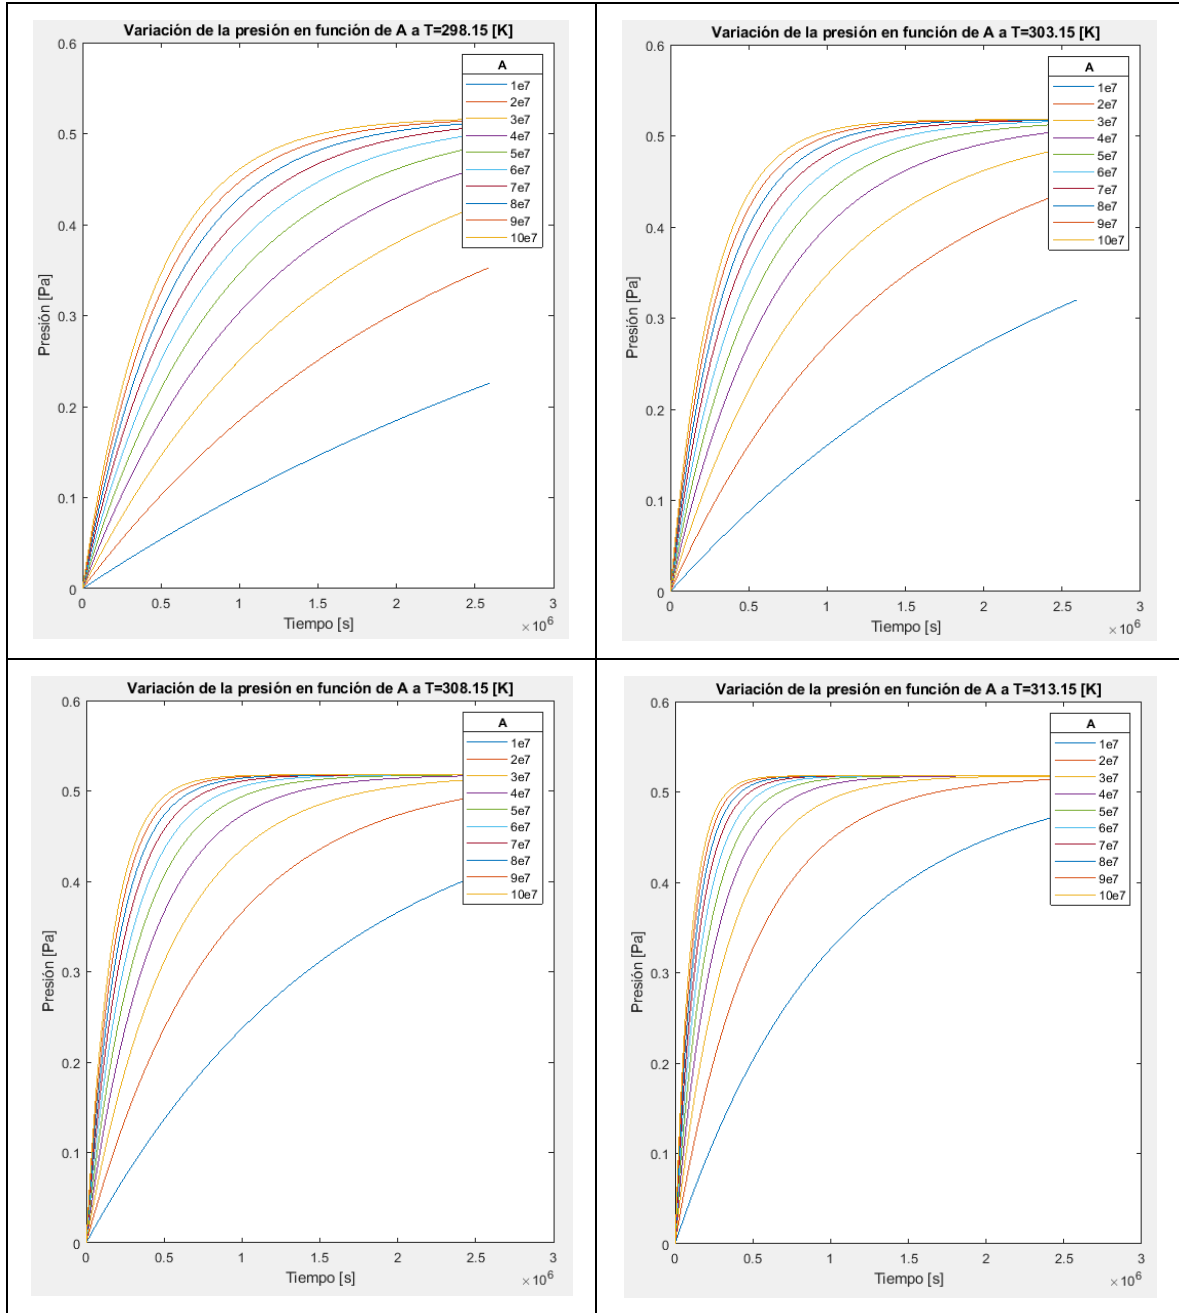 Variación de la presión en función de A a T=298.15 [K]
0.6
0.5
0.4
0.3
0.2
0.1
0
Presión [Pa]
A
1e7
2e7
3e7
4e7
5e7
6e7
7e7
8e7
9e7
10e7
0 0.5 1 1.5 2 2.5 3
Tiempo [s]
×10^6
Variación de la presión en función de A a T=303.15 [K]
0.6
0.5
0.4
0.3
0.2
0.1
0
Presión [Pa]
A
1e7
2e7
3e7
4e7
5e7
6e7
7e7
8e7
9e7
10e7
0 0.5 1 1.5 2 2.5 3
Tiempo [s]
×10^6
Variación de la presión en función de A a T=308.15 [K]
0.6
0.5
0.4
0.3
0.2
0.1
0
Presión [Pa]
A
1e7
2e7
3e7
4e7
5e7
6e7
7e7
8e7
9e7
10e7
0 0.5 1 1.5 2 2.5 3
Tiempo [s]
×10^6
Variación de la presión en función de A a T=313.15 [K]
0.6
0.5
0.4
0.3
0.2
0.1
0
Presión [Pa]
A
1e7
2e7
3e7
4e7
5e7
6e7
7e7
8e7
9e7
10e7
0 0.5 1 1.5 2 2.5 3
Tiempo [s]
×10^6